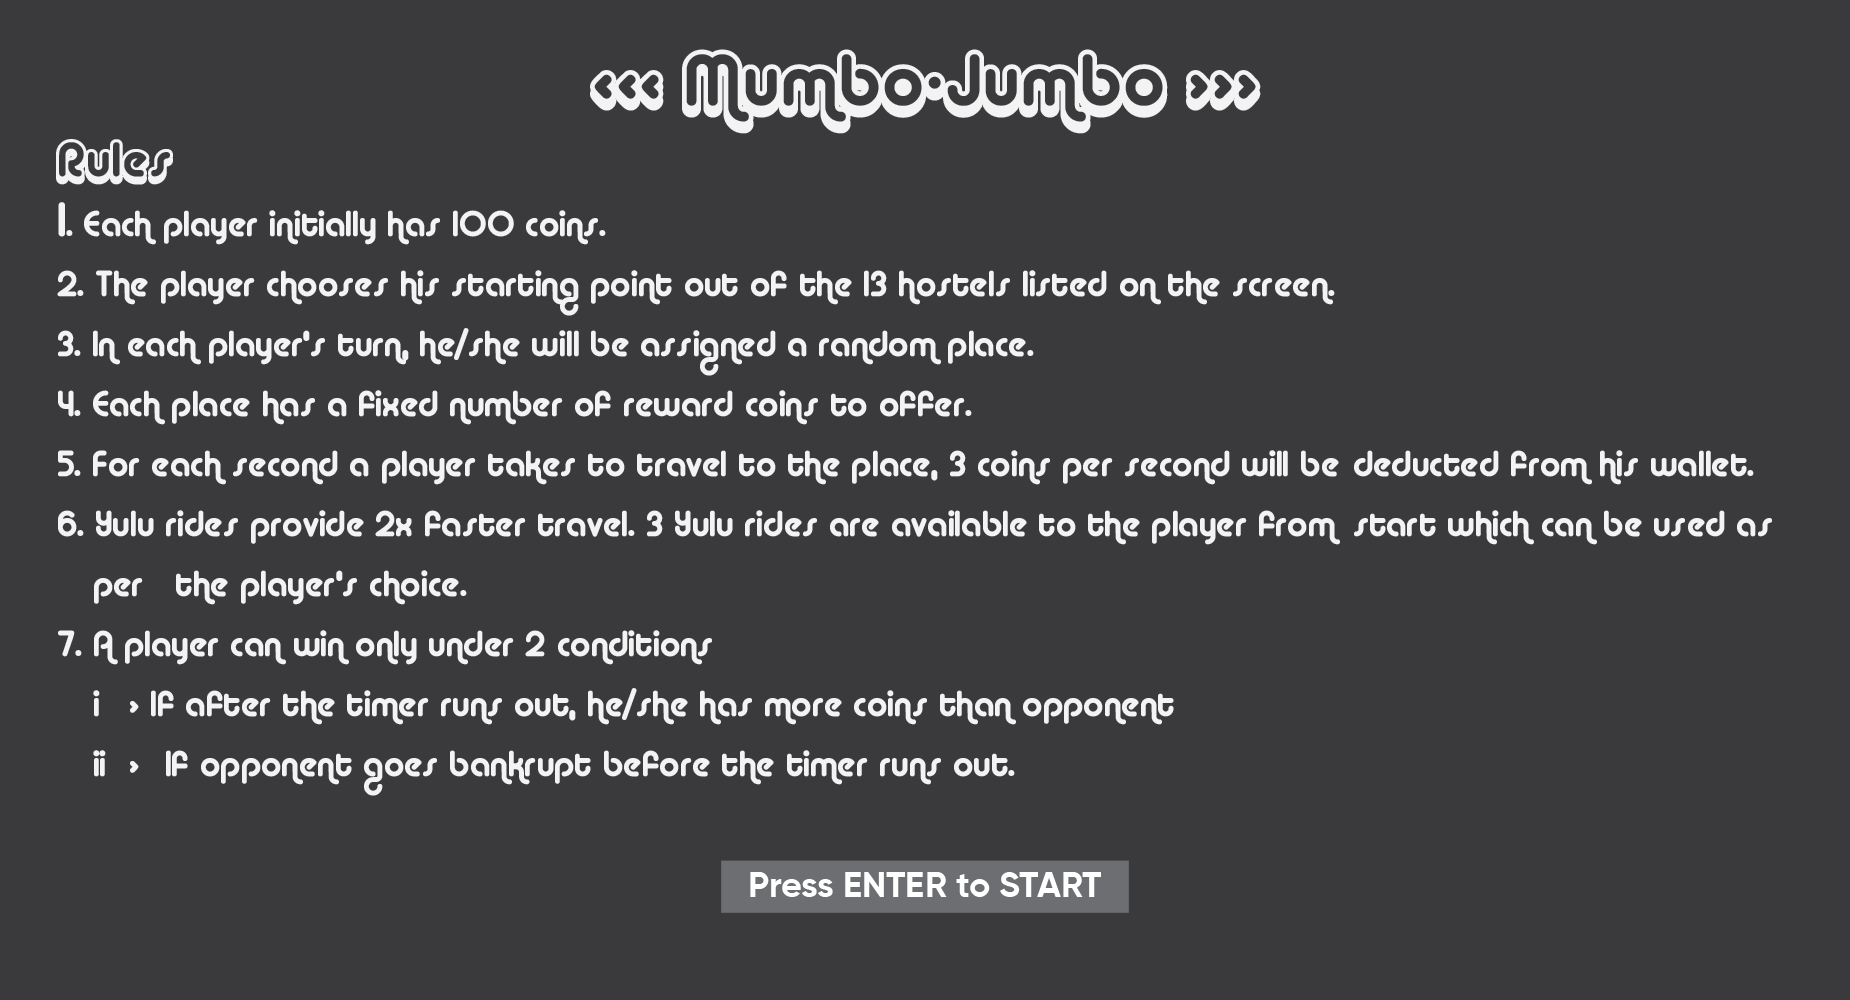 <<< Mumbo·Jumbo >>>
Rules
1. Each player initially has 100 coins.
2. The player chooses his starting point out of the 13 hostels listed on the screen.
3. In each player's turn, he/she will be assigned a random place.
4. Each place has a fixed number of reward coins to offer.
5. For each second a player takes to travel to the place, 3 coins per second will be deducted from his wallet.
6. Yulu rides provide 2x faster travel. 3 Yulu rides are available to the player from start which can be used as
per the player's choice.
7. A player can win only under 2 conditions
i > If after the timer runs out, he/she has more coins than opponent
ii > If opponent goes bankrupt before the timer runs out.
Press ENTER to START